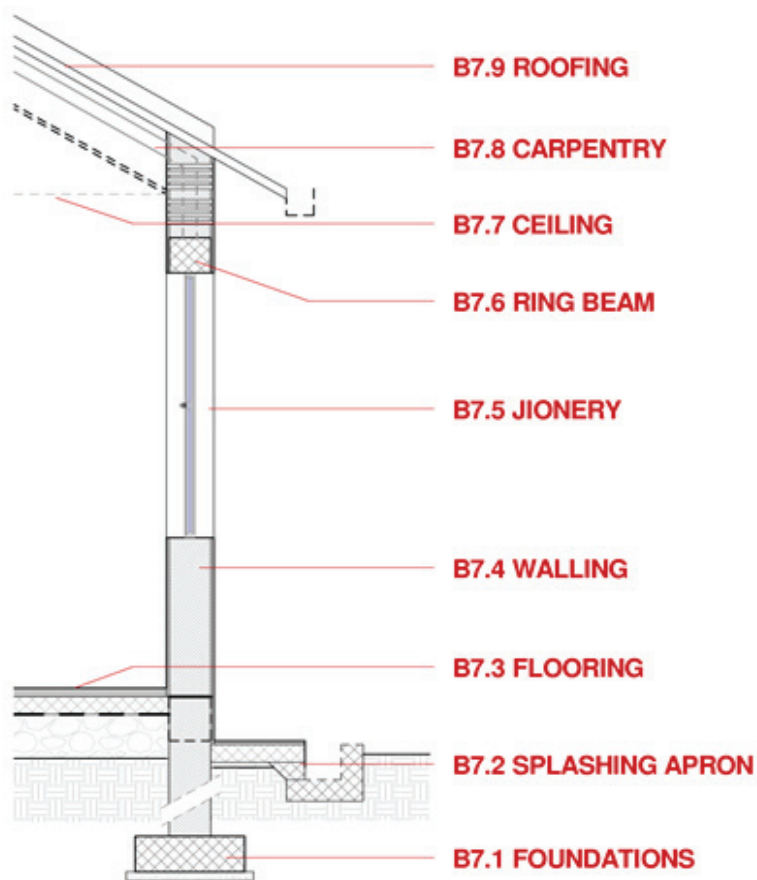 B7.9 ROOFING
B7.8 CARPENTRY
B7.7 CEILING
B7.6 RING BEAM
B7.5 JIONERY
B7.4 WALLING
B7.3 FLOORING
B7.2 SPLASHING APRON
B7.1 FOUNDATIONS